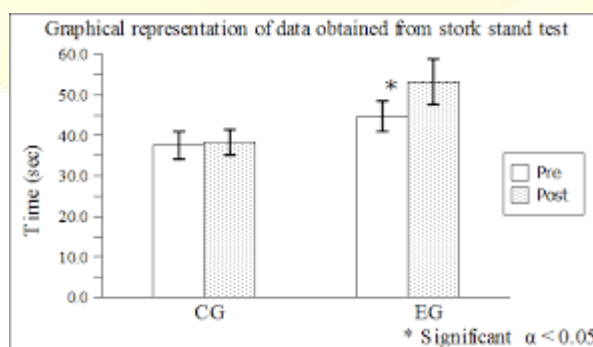 Graphical representation of data obtained from stork stand test
60.0
50.0
40.0
30.0
20.0
10.0
0.0
Time (sec)
*
Pre
Post
CG
EG
* Significant α < 0.05